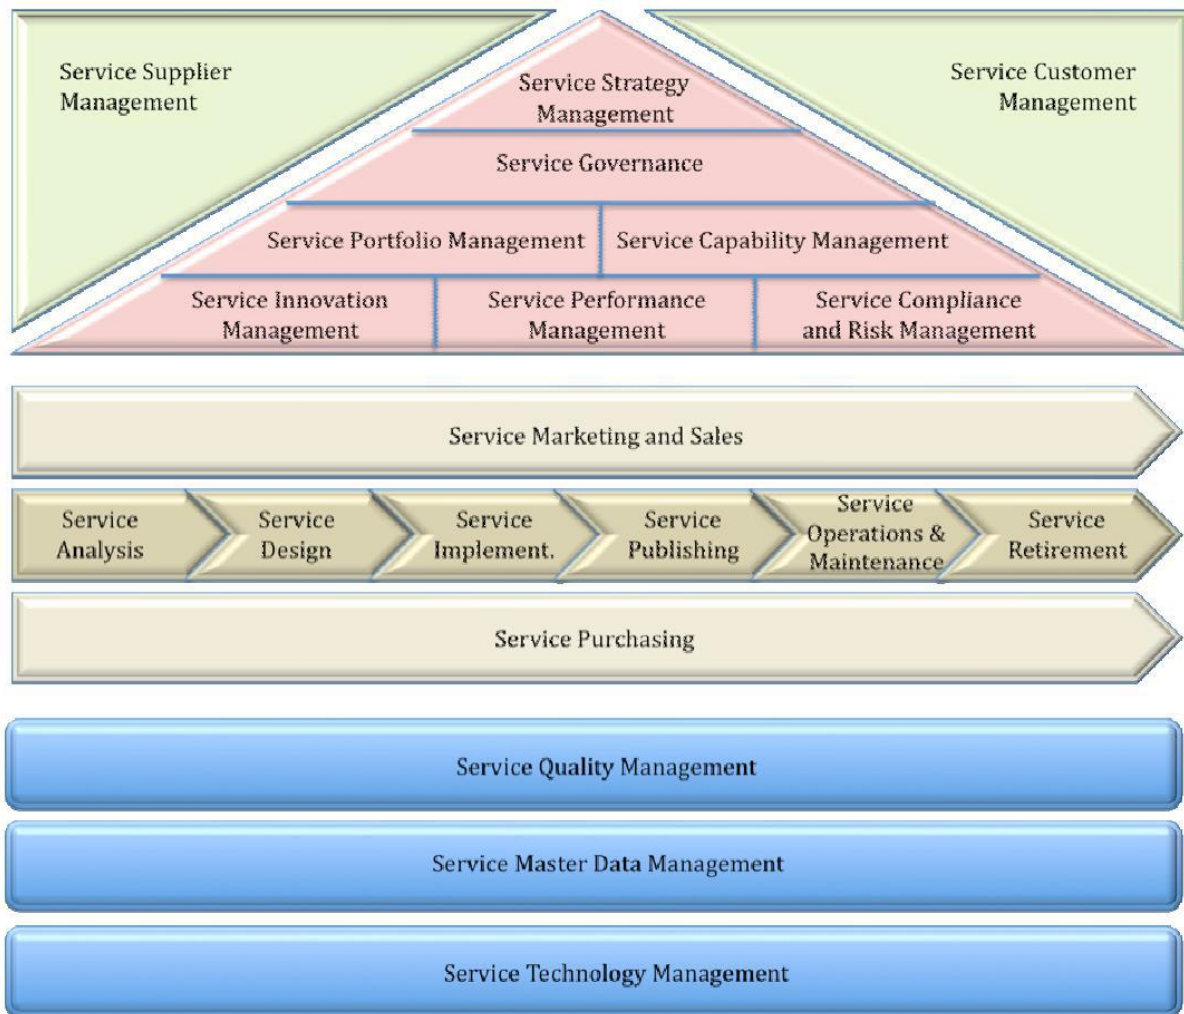 Service Supplier
Management
Service Customer
Management
Service Strategy
Management
Service Governance
Service Portfolio Management
Service Capability Management
Service Innovation
Management
Service Performance
Management
Service Compliance
and Risk Management
Service Marketing and Sales
Service
Analysis
Service
Design
Service
Implement.
Service
Publishing
Service
Operations &
Maintenance
Service
Retirement
Service Purchasing
Service Quality Management
Service Master Data Management
Service Technology Management